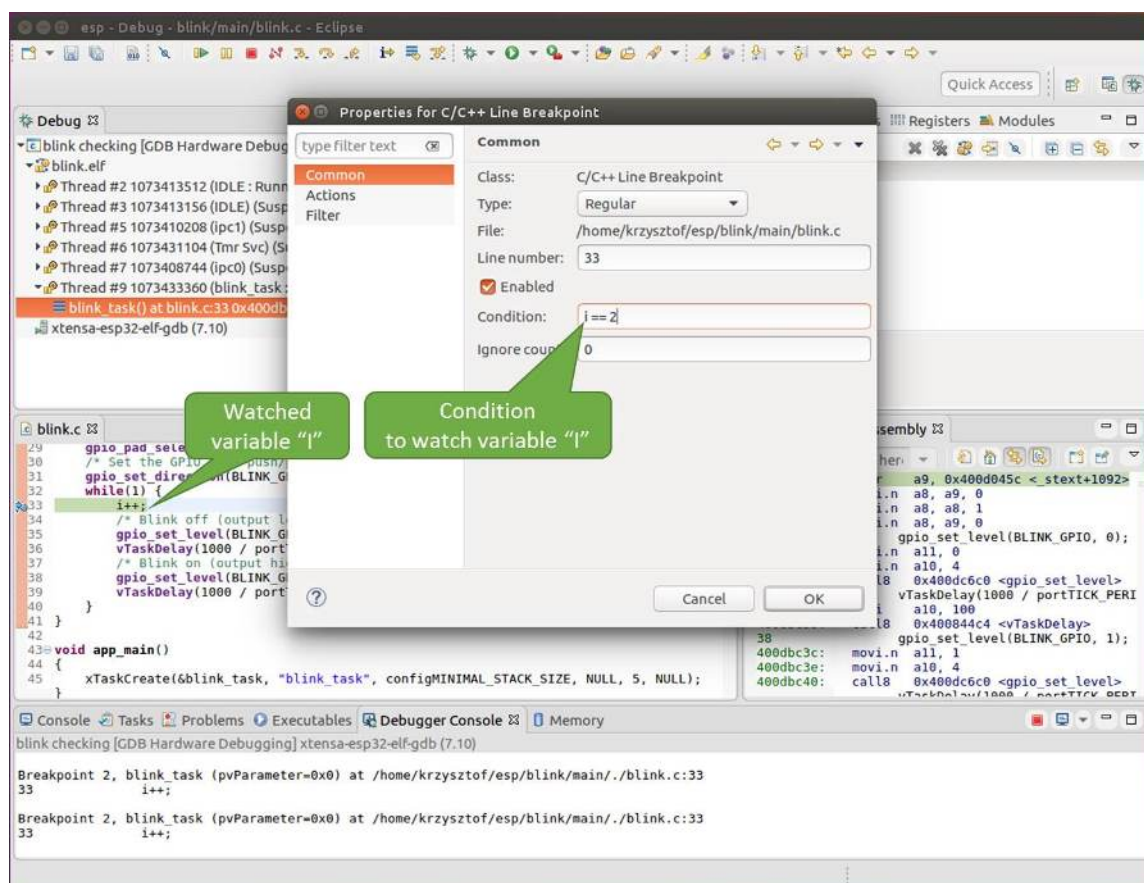 esp - Debug - blink/main/blink.c - Eclipse
Quick Access
Debug
blink checking [GDB Hardware Debug
blink.elf
Thread #2 1073413512 (IDLE : Runn
Thread #3 1073413156 (IDLE) (Susp
Thread #5 1073410208 (ipc1) (Susp
Thread #6 1073431104 (Tmr Svc) (S
Thread #7 1073408744 (ipc0) (Susp
Thread #9 1073433360 (blink_task :
blink_task() at blink.c:33 0x400db
xtensa-esp32-elf-gdb (7.10)
Properties for C/C++ Line Breakpoint
type filter text
Common
Actions
Filter
Common
Class: C/C++ Line Breakpoint
Type: Regular
File: /home/krzysztof/esp/blink/main/blink.c
Line number: 33
Enabled
Condition: i == 2
Ignore coun 0
Cancel OK
Registers Modules
Watched
variable “I”
Condition
to watch variable “I”
blink.c
29 gpio_pad_sele
30 /* Set the GPIO push/
31 gpio_set_direction(BLINK_G
32 while(1) {
33 i++;
34 /* Blink off (output l
35 gpio_set_level(BLINK_G
36 vTaskDelay(1000 / port
37 /* Blink on (output hi
38 gpio_set_level(BLINK_G
39 vTaskDelay(1000 / port
40 }
41 }
42
43 void app_main()
44 {
45 xTaskCreate(&blink_task, "blink_task", configMINIMAL_STACK_SIZE, NULL, 5, NULL);
}
sembly
a9, 0x400d045c <_stext+1092>
i.n a8, a9, 0
i.n a8, a8, 1
i.n a8, a9, 0
gpio_set_level(BLINK_GPIO, 0);
i.n a11, 0
i.n a10, 4
l8 0x400dc6c0 <gpio_set_level>
vTaskDelay(1000 / portTICK_PERI
i a10, 100
l8 0x400844c4 <vTaskDelay>
38 gpio_set_level(BLINK_GPIO, 1);
400dbc3c: movi.n a11, 1
400dbc3e: movi.n a10, 4
400dbc40: call8 0x400dc6c0 <gpio_set_level>
vTaskDelay(1000 / portTICK_PERI
Console Tasks Problems Executables Debugger Console Memory
blink checking [GDB Hardware Debugging] xtensa-esp32-elf-gdb (7.10)
Breakpoint 2, blink_task (pvParameter=0x0) at /home/krzysztof/esp/blink/main/./blink.c:33
33 i++;
Breakpoint 2, blink_task (pvParameter=0x0) at /home/krzysztof/esp/blink/main/./blink.c:33
33 i++;